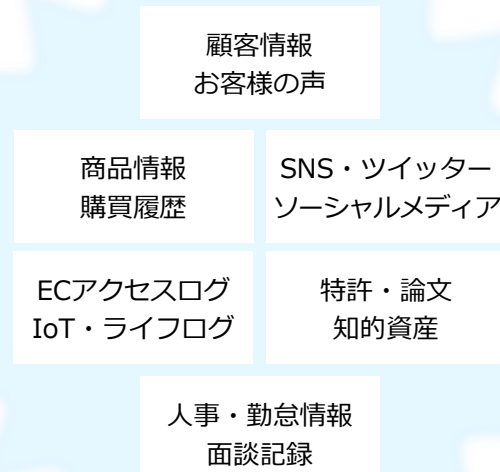 顧客情報
お客様の声
商品情報
購買履歴
SNS・ツイッター
ソーシャルメディア
ECアクセスログ
IoT・ライフログ
特許・論文
知的資産
人事・勤怠情報
面談記録